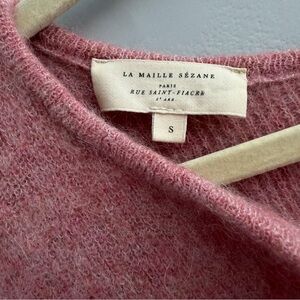 LA MAILLE SÉZANE
PARIS
RUE SAINT-FIACRE
2ᵉ ARR.
S